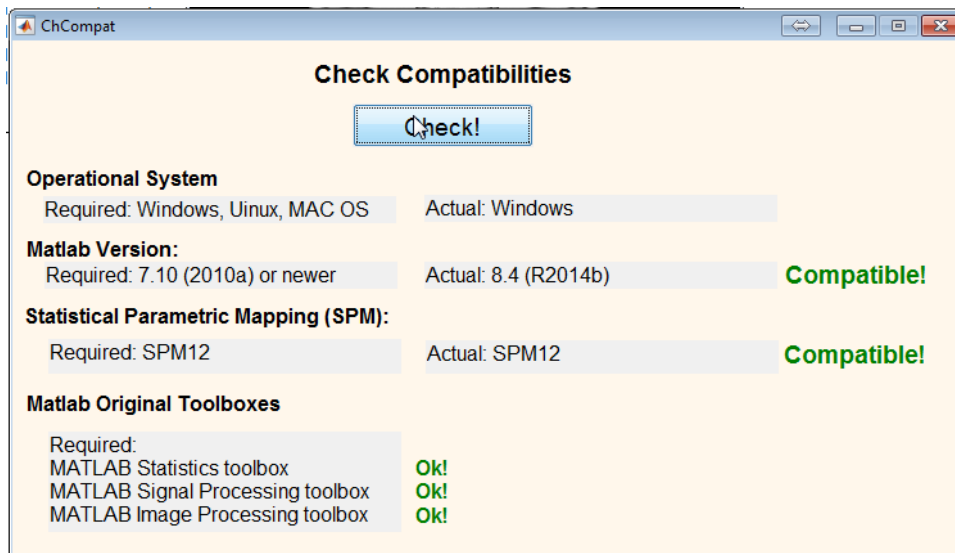 ChCompat
Check Compatibilities
Check!
Operational System
Required: Windows, Uinux, MAC OS Actual: Windows
Matlab Version:
Required: 7.10 (2010a) or newer Actual: 8.4 (R2014b) Compatible!
Statistical Parametric Mapping (SPM):
Required: SPM12 Actual: SPM12 Compatible!
Matlab Original Toolboxes
Required:
MATLAB Statistics toolbox Ok!
MATLAB Signal Processing toolbox Ok!
MATLAB Image Processing toolbox Ok!